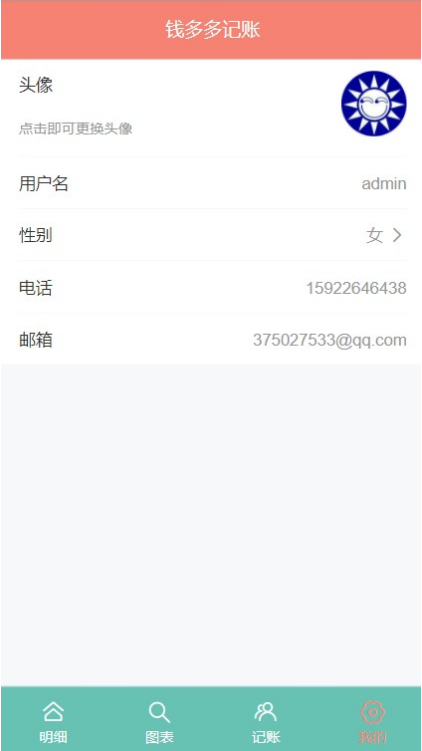 钱多多记账
头像
点击即可更换头像
用户名 admin
性别 女
电话 15922646438
邮箱 375027533@qq.com
明细 图表 记账 我的